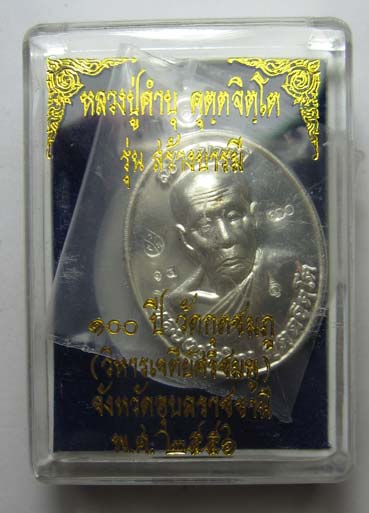 หลวงปู่คำบุ คุตฺตจิตฺโต
รุ่น สร้างบารมี
๑๐๐ ปี วัดกุดชมภู
(วิหารเจดีย์ศรีชมภู)
จังหวัดอุบลราชธานี
พ.ศ. ๒๕๕๖